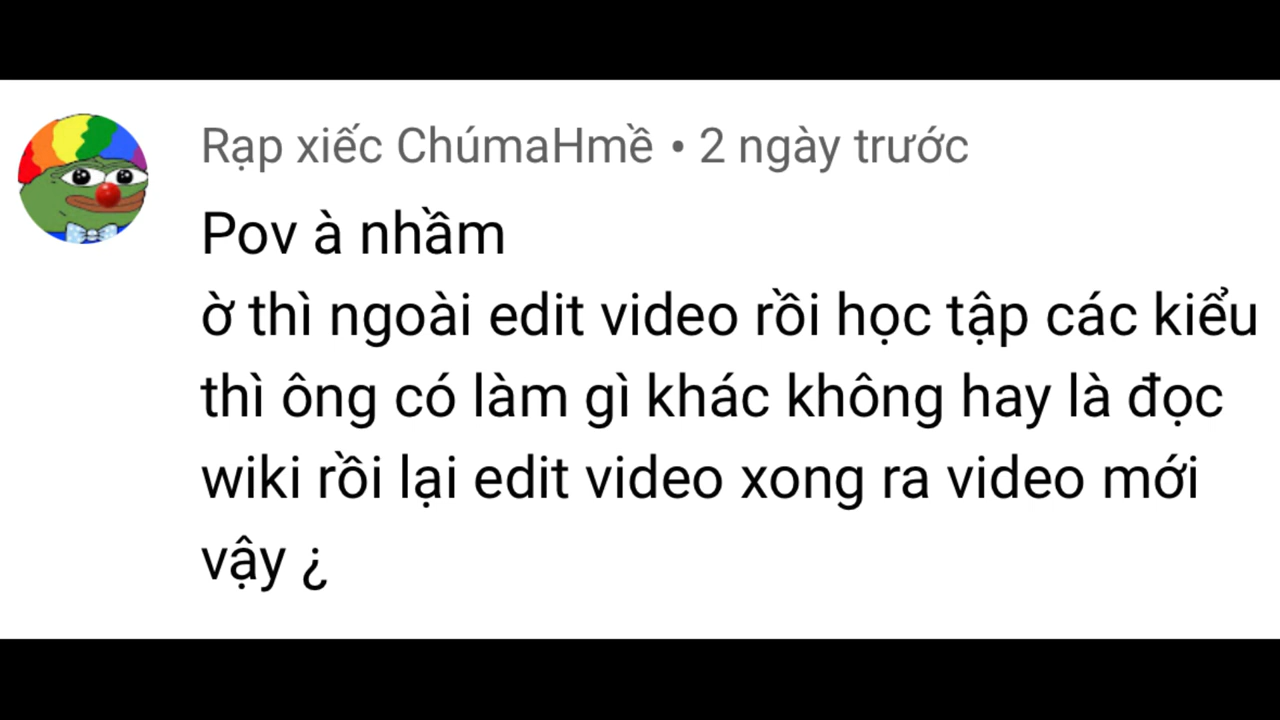 Rạp xiếc ChúmaHmề • 2 ngày trước
Pov à nhầm
ờ thì ngoài edit video rồi học tập các kiểu
thì ông có làm gì khác không hay là đọc
wiki rồi lại edit video xong ra video mới
vậy ¿